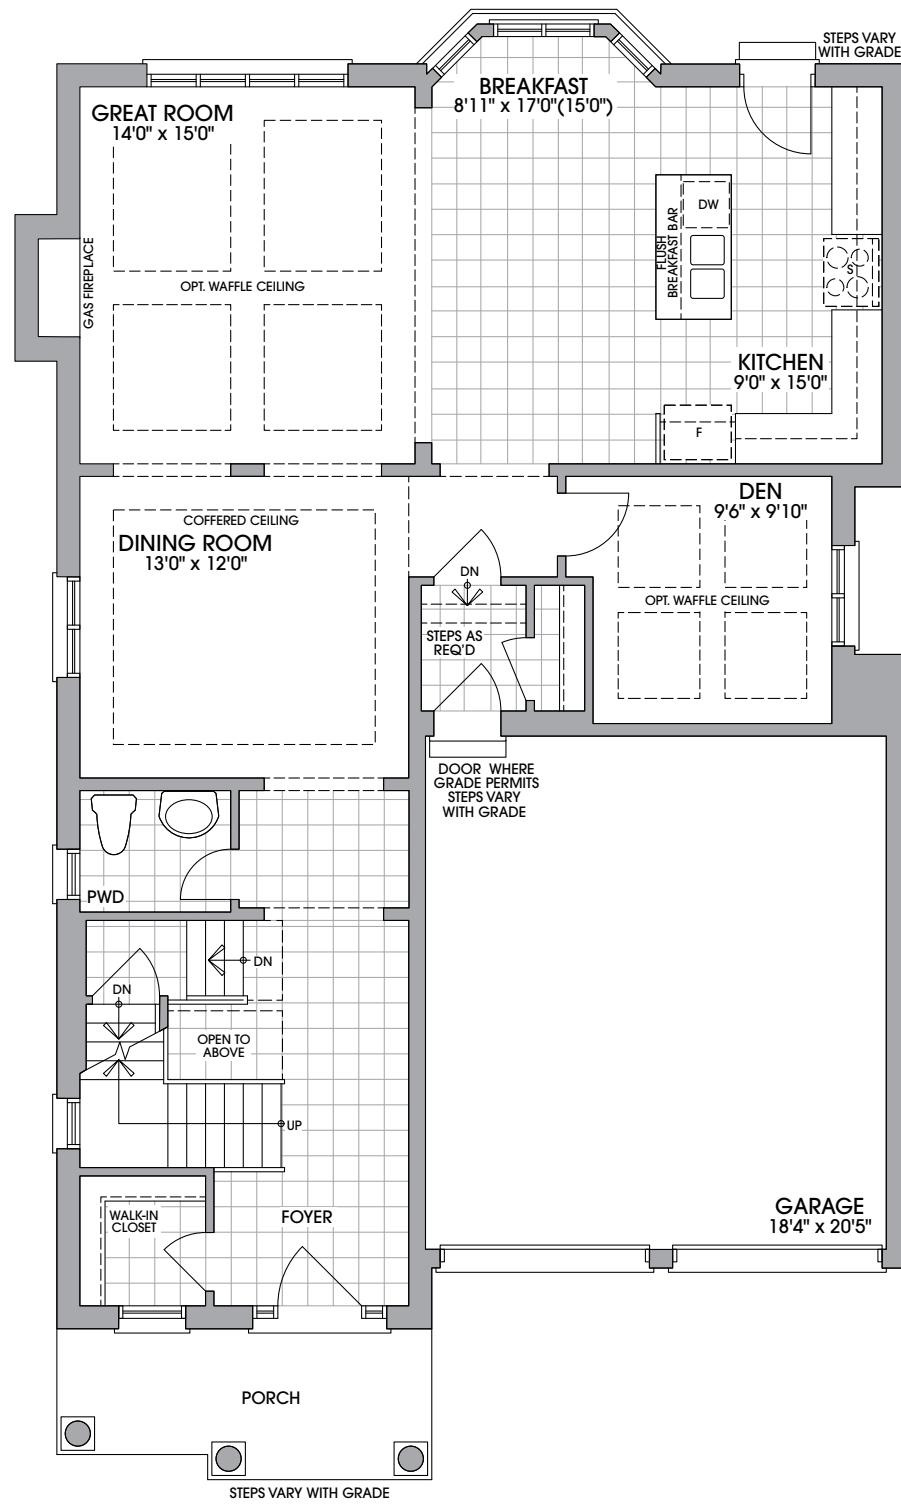 STEPS VARY
WITH GRADE
BREAKFAST
8'11" x 17'0"(15'0")
GREAT ROOM
14'0" x 15'0"
DW
FLUSH
BREAKFAST BAR
GAS FIREPLACE
S
OPT. WAFFLE CEILING
KITCHEN
9'0" x 15'0"
F
DEN
9'6" x 9'10"
COFFERED CEILING
DINING ROOM
13'0" x 12'0"
DN
OPT. WAFFLE CEILING
STEPS AS
REQ'D
DOOR WHERE
GRADE PERMITS
STEPS VARY
WITH GRADE
PWD
DN
DN
OPEN TO
ABOVE
UP
GARAGE
18'4" x 20'5"
WALK-IN
CLOSET
FOYER
PORCH
STEPS VARY WITH GRADE